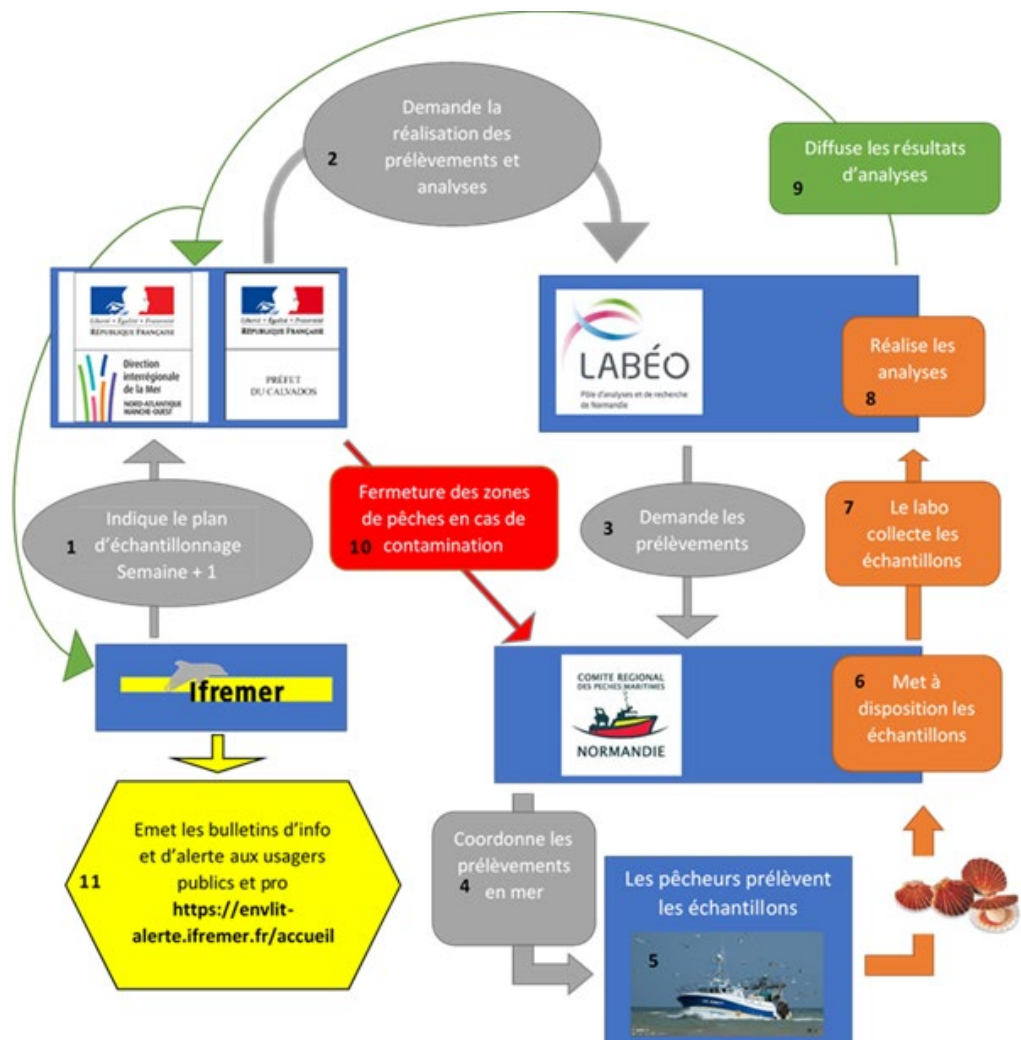 Demande la
réalisation des
prélèvements et
analyses
2
Diffuse les résultats
d'analyses
9
Liberté • Égalité • Fraternité
RÉPUBLIQUE FRANÇAISE
Direction
interrégionale
de la Mer
NORD-ATLANTIQUE
MANCHE-OUEST
Liberté • Égalité • Fraternité
RÉPUBLIQUE FRANÇAISE
PRÉFET
DU CALVADOS
LABÉO
Pôle d'analyses et de recherche
de Normandie
Réalise les
analyses
8
Indique le plan
1
d'échantillonnage
Semaine + 1
Fermeture des zones
de pêches en cas de
10
contamination
3
Demande les
prélèvements
7
Le labo
collecte les
échantillons
Ifremer
COMITE REGIONAL
DES PECHES MARITIMES
NORMANDIE
6
Met à
disposition les
échantillons
Emet les bulletins d'info
et d'alerte aux usagers
11
publics et pro
https://envlit-
alerte.ifremer.fr/accueil
Coordonne les
prélèvements
4
en mer
Les pêcheurs prélèvent
les échantillons
5